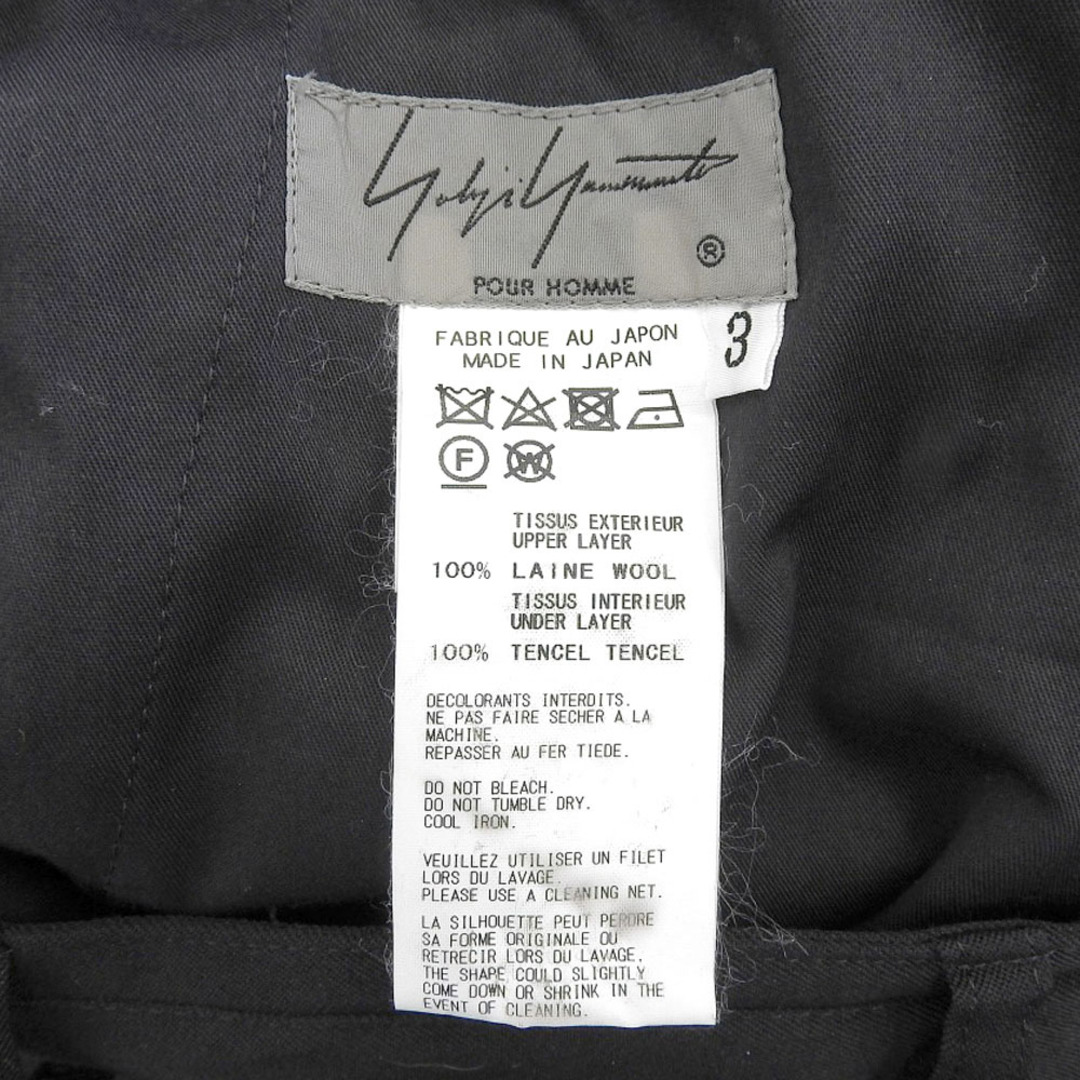 Yohji Yamamoto
®
POUR HOMME
3
FABRIQUE AU JAPON
MADE IN JAPAN
F W
TISSUS EXTERIEUR
UPPER LAYER
100% LAINE WOOL
TISSUS INTERIEUR
UNDER LAYER
100% TENCEL TENCEL
DECOLORANTS INTERDITS.
NE PAS FAIRE SECHER A LA
MACHINE.
REPASSER AU FER TIEDE.
DO NOT BLEACH.
DO NOT TUMBLE DRY.
COOL IRON.
VEUILLEZ UTILISER UN FILET
LORS DU LAVAGE.
PLEASE USE A CLEANING NET.
LA SILHOUETTE PEUT PERDRE
SA FORME ORIGINALE OU
RETRECIR LORS DU LAVAGE.
THE SHAPE COULD SLIGHTLY
COME DOWN OR SHRINK IN THE
EVENT OF CLEANING.